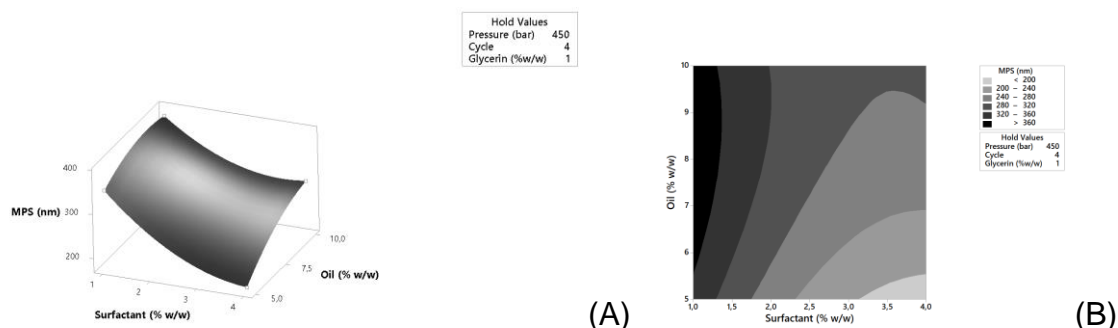 Hold Values
Pressure (bar) 450
Cycle 4
Glycerin (%w/w) 1
400
300
200
MPS (nm)
1
2
3
4
Surfactant (% w/w)
5,0
7,5
10,0
Oil (% w/w)
(A)
10
9
8
7
6
5
Oil (% w/w)
1,0 1,5 2,0 2,5 3,0 3,5 4,0
Surfactant (% w/w)
MPS (nm)
< 200
200 – 240
240 – 280
280 – 320
320 – 360
> 360
Hold Values
Pressure (bar) 450
Cycle 4
Glycerin (%w/w) 1
(B)